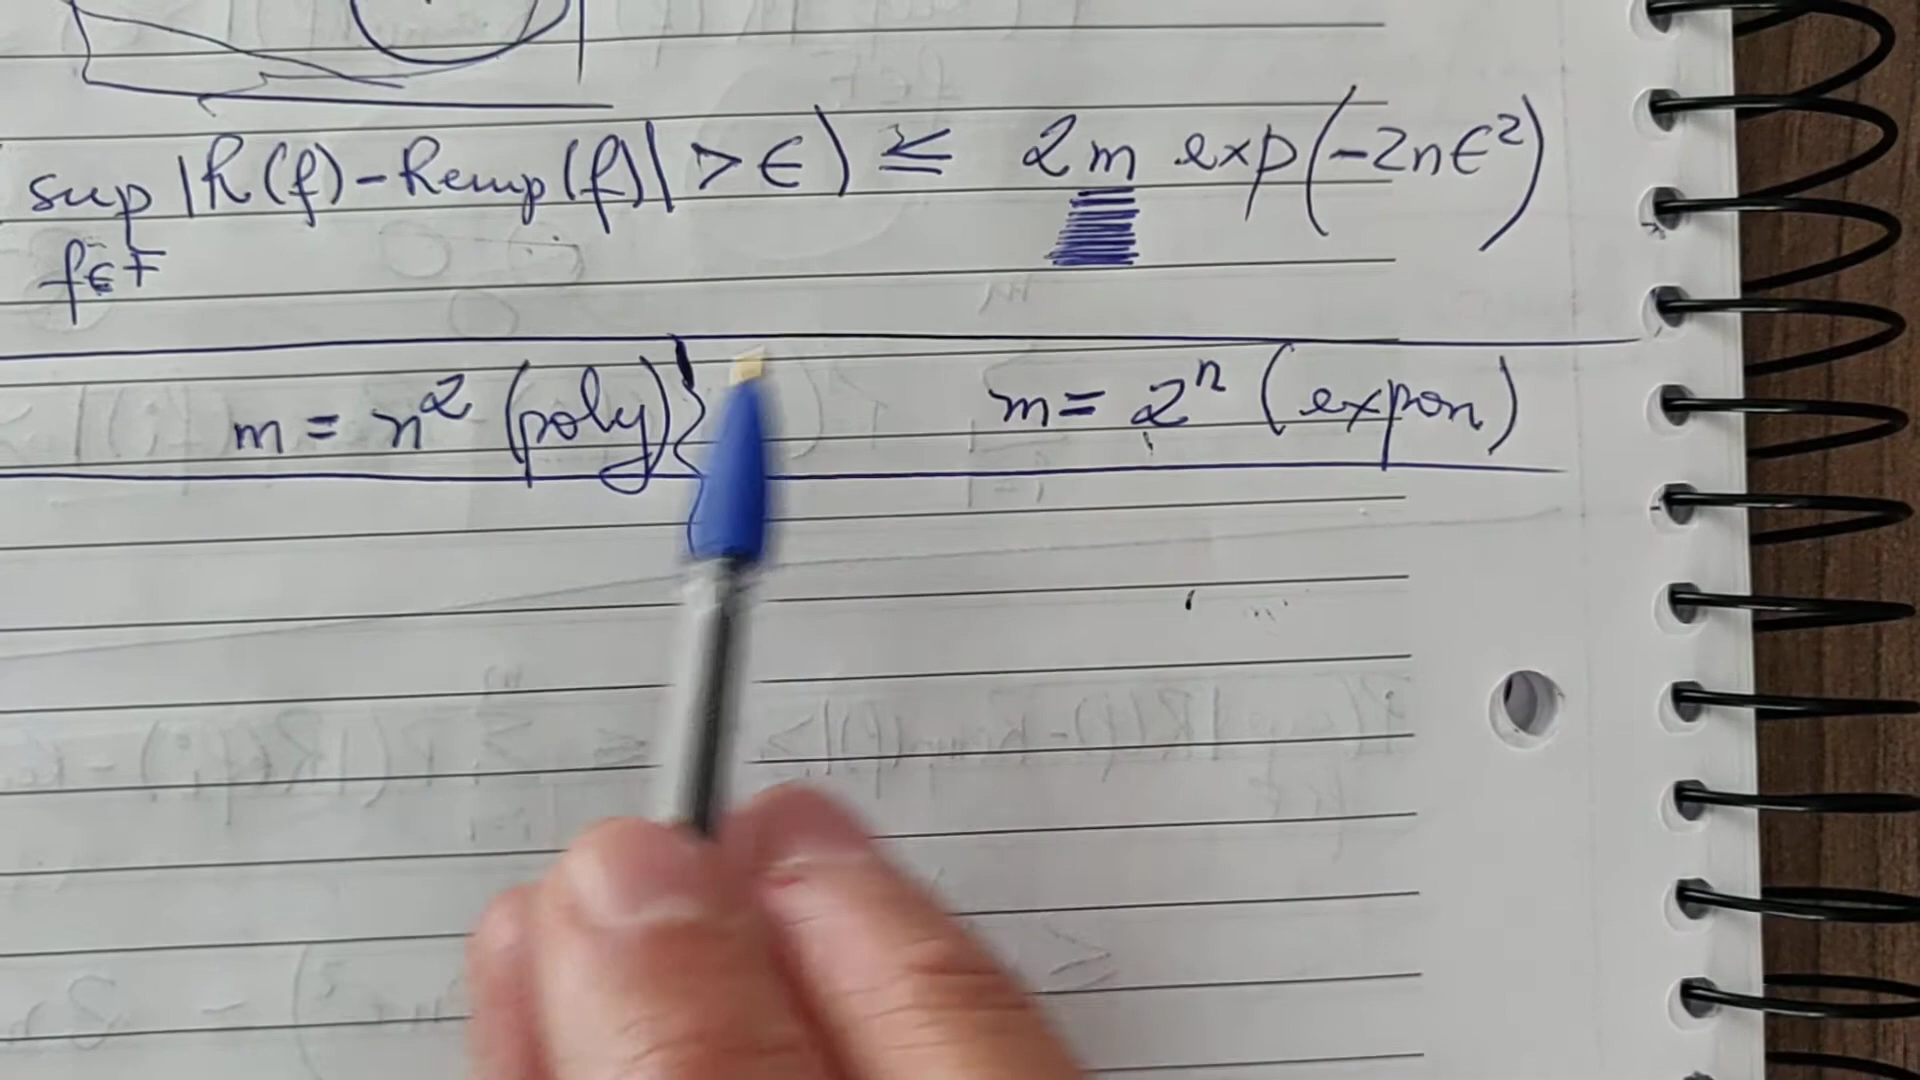 sup |R(f)-Remp(f)| > ϵ) ≤ 2m exp(-2nϵ²)
f∈F
m = n² (poly) m = 2ⁿ (expon)